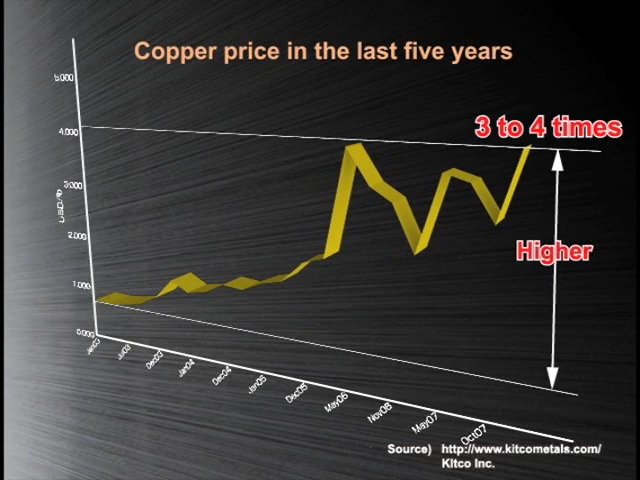 Copper price in the last five years
5.000
4.000
3 to 4 times
3.000
USD/lb
2.000
Higher
1.000
0.000
Jan03
Jul03
Dec03
Jan04
Dec04
Jan05
Dec05
May06
Nov06
May07
Oct07
Source) http://www.kitcometals.com/
Kitco Inc.